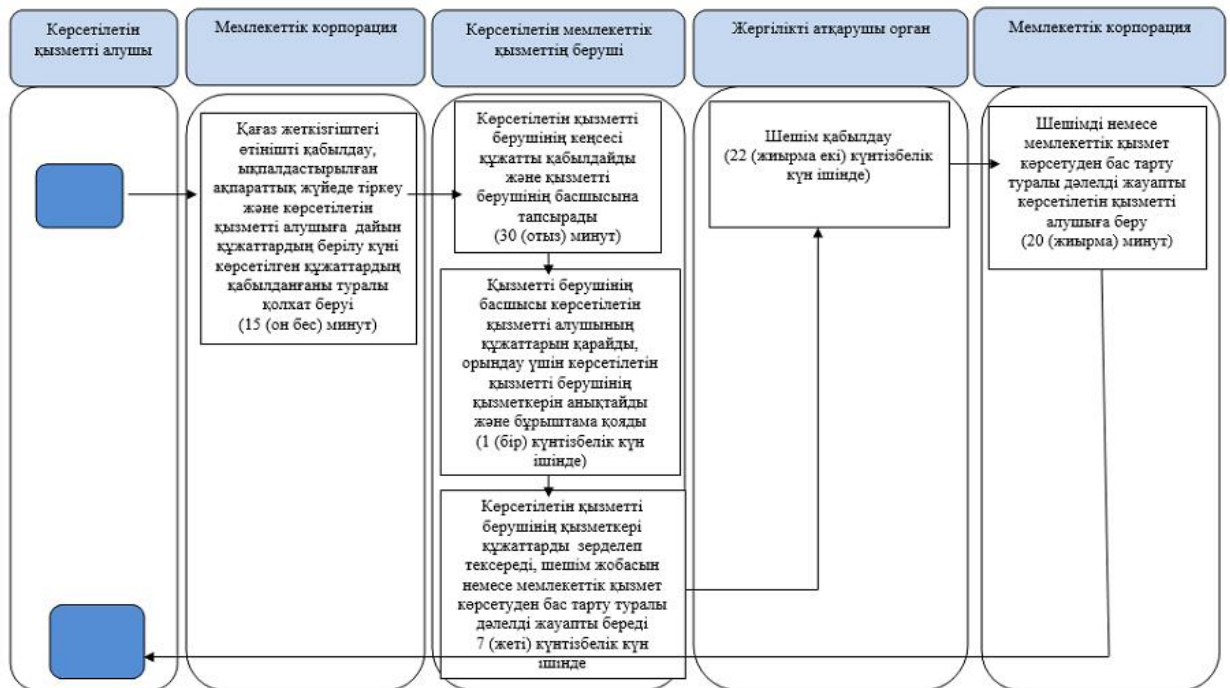 Көрсетілетін
қызметті алушы
Мемлекеттік корпорация
Көрсетілетін мемлекеттік
қызметтің беруші
Жергілікті атқарушы орган
Мемлекеттік корпорация
Қағаз жеткізгіштегі
өтінішті қабылдау,
ықпалдастырылған
ақпараттық жүйеде тіркеу
және көрсетілетін
қызметті алушыға дайын
құжаттардың берілу күні
көрсетілген құжаттардың
қабылданғаны туралы
қолхат беруі
(15 (он бес) минут)
Көрсетілетін қызметті
берушінің кеңсесі
құжатты қабылдайды
және қызметті
берушінің басшысына
тапсырады
(30 (отыз) минут)
Қызметті берушінің
басшысы көрсетілетін
қызметті алушының
құжаттарын қарайды,
орындау үшін көрсетілетін
қызметті берушінің
қызметкерін анықтайды
және бұрыштама қояды
(1 (бір) күнтізбелік күн
ішінде)
Көрсетілетін қызметті
берушінің қызметкері
құжаттарды зерделеп
тексереді, шешім жобасын
немесе мемлекеттік қызмет
көрсетуден бас тарту туралы
дәлелді жауапты береді
7 (жеті) күнтізбелік күн
ішінде
Шешім қабылдау
(22 (жиырма екі) күнтізбелік
күн ішінде)
Шешімді немесе
мемлекеттік қызмет
көрсетуден бас тарту
туралы дәлелді жауапты
көрсетілетін қызметті
алушыға беру
(20 (жиырма) минут)